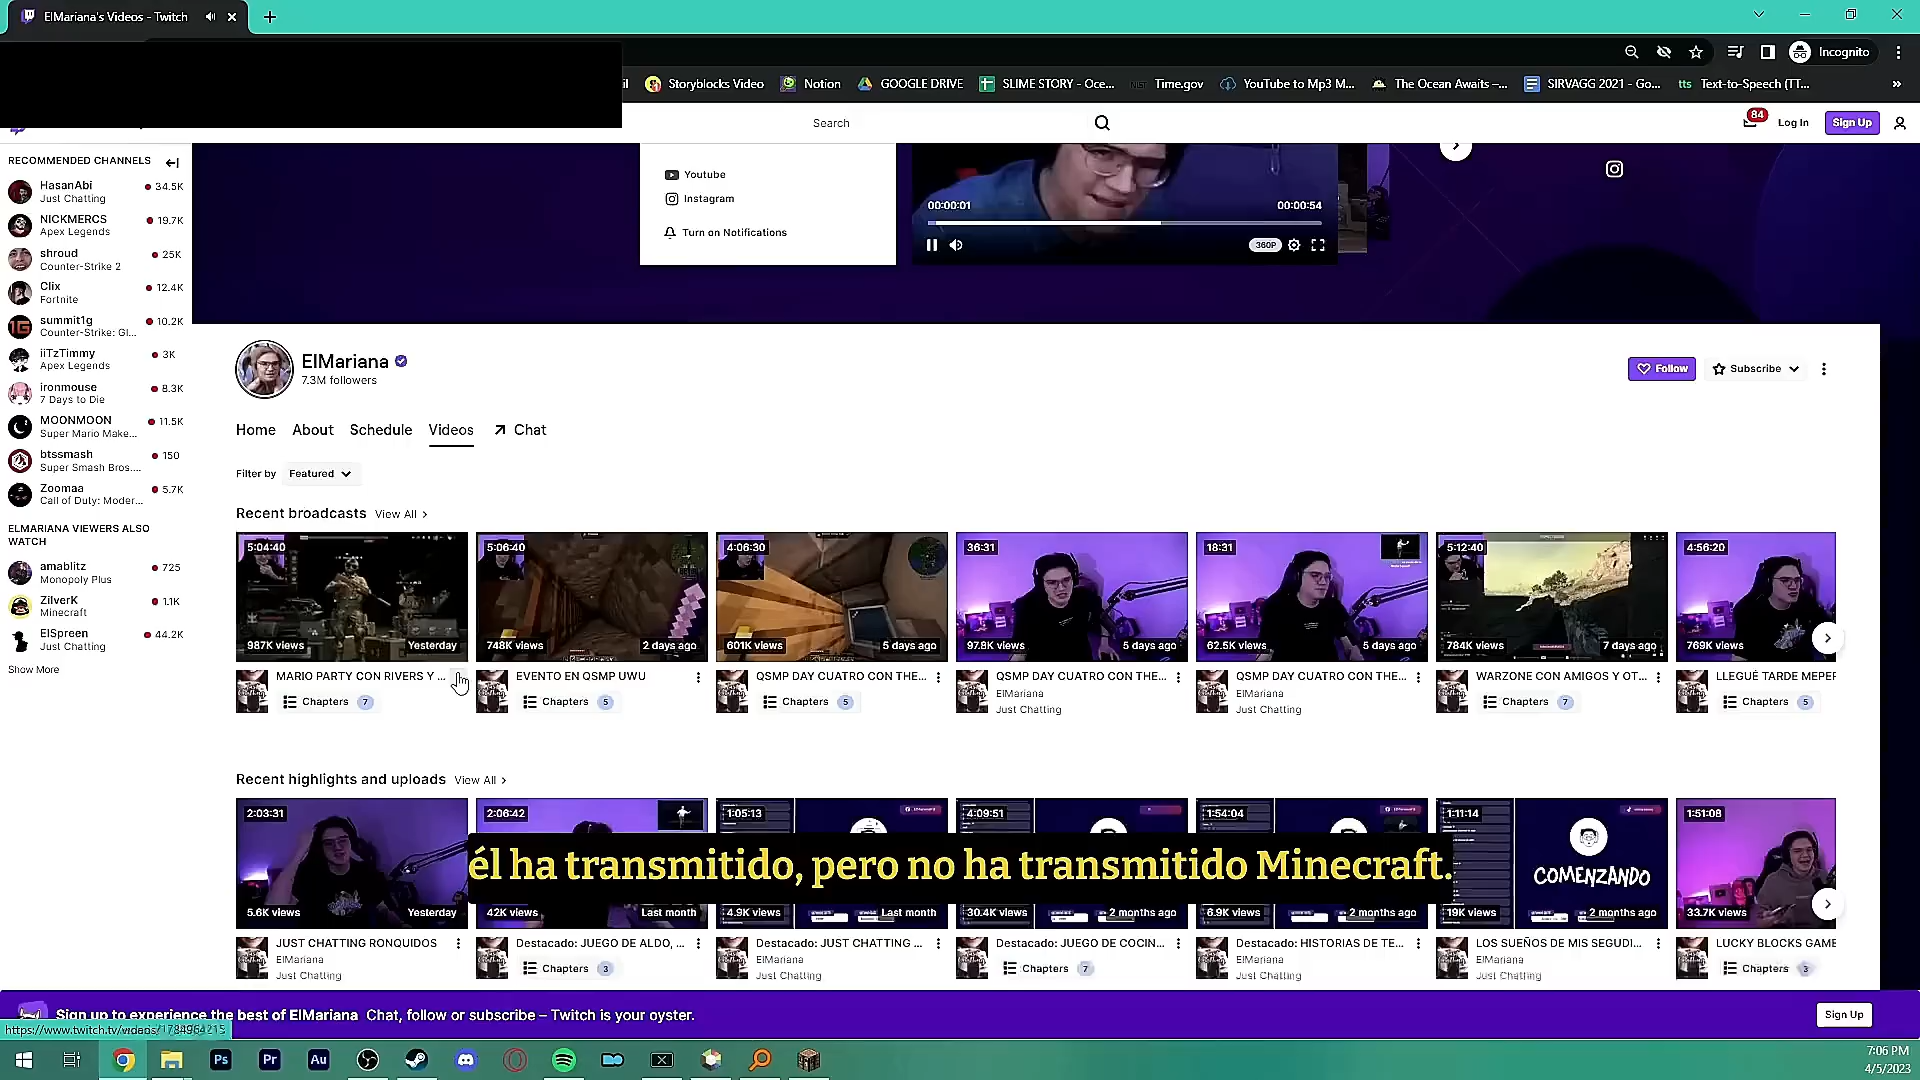 ElMariana's Videos - Twitch
Incognito
Storyblocks Video
Notion
GOOGLE DRIVE
SLIME STORY - Oce...
Time.gov
YouTube to Mp3 M...
The Ocean Awaits –...
SIRVAGG 2021 - Go...
tts Text-to-Speech (TT...
»
Search
84
Log In
Sign Up
RECOMMENDED CHANNELS
HasanAbi
34.5K
Just Chatting
NICKMERCS
19.7K
Apex Legends
shroud
25K
Counter-Strike 2
Clix
12.4K
Fortnite
summit1g
10.2K
Counter-Strike: Gl...
iiTzTimmy
3K
Apex Legends
ironmouse
8.3K
7 Days to Die
MOONMOON
11.5K
Super Mario Make...
btssmash
150
Super Smash Bros....
Zoomaa
5.7K
Call of Duty: Moder...
ELMARIANA VIEWERS ALSO
WATCH
amablitz
725
Monopoly Plus
ZilverK
1.1K
Minecraft
ElSpreen
44.2K
Just Chatting
Show More
Youtube
Instagram
Turn on Notifications
00:00:01
00:00:54
360P
ElMariana
7.3M followers
Follow
Subscribe
Home
About
Schedule
Videos
Chat
Filter by
Featured
Recent broadcasts
View All
5:04:40
987K views
Yesterday
MARIO PARTY CON RIVERS Y ...
Chapters 7
5:06:40
748K views
2 days ago
EVENTO EN QSMP UWU
Chapters 5
4:06:30
601K views
5 days ago
QSMP DAY CUATRO CON THE...
Chapters 5
36:31
97.8K views
5 days ago
QSMP DAY CUATRO CON THE...
ElMariana
Just Chatting
18:31
62.5K views
5 days ago
QSMP DAY CUATRO CON THE...
ElMariana
Just Chatting
5:12:40
784K views
7 days ago
WARZONE CON AMIGOS Y OT...
Chapters 7
4:56:20
769K views
LLEGUÉ TARDE MEPER
Chapters 5
Recent highlights and uploads
View All
2:03:31
5.6K views
Yesterday
JUST CHATTING RONQUIDOS
ElMariana
Just Chatting
2:06:42
42K views
Last month
Destacado: JUEGO DE ALDO, ...
Chapters 3
1:05:13
4.9K views
Last month
Destacado: JUST CHATTING ...
ElMariana
Just Chatting
4:09:51
30.4K views
2 months ago
Destacado: JUEGO DE COCIN...
Chapters 7
1:54:04
6.9K views
2 months ago
Destacado: HISTORIAS DE TE...
ElMariana
Just Chatting
1:11:14
COMENZANDO
19K views
2 months ago
LOS SUEÑOS DE MIS SEGUDI...
ElMariana
Just Chatting
1:51:08
33.7K views
LUCKY BLOCKS GAME
Chapters 3
él ha transmitido, pero no ha transmitido Minecraft.
Sign up to experience the best of ElMariana Chat, follow or subscribe – Twitch is your oyster.
Sign Up
https://www.twitch.tv/videos/1784964215
Ps
Pr
Au
7:06 PM
4/5/2023